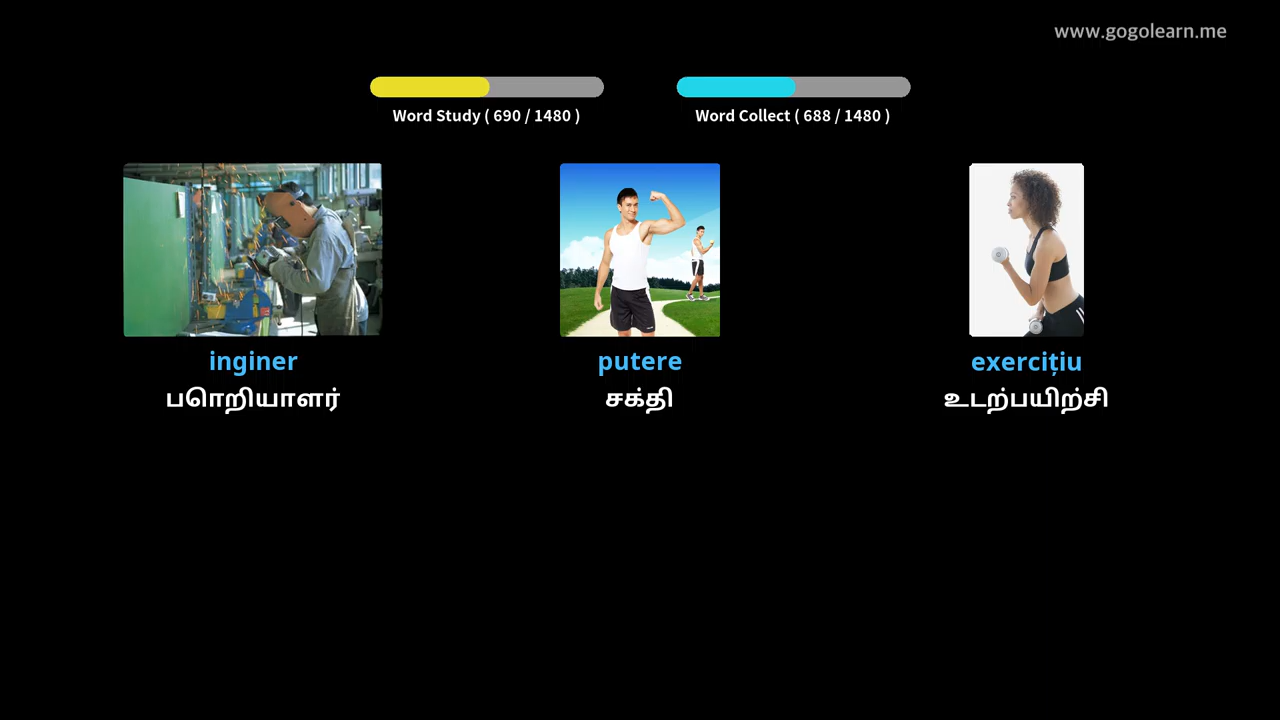 www.gogolearn.me
Word Study ( 690 / 1480 )
Word Collect ( 688 / 1480 )
inginer
putere
exercițiu
பொறியாளர்
சக்தி
உடற்பயிற்சி